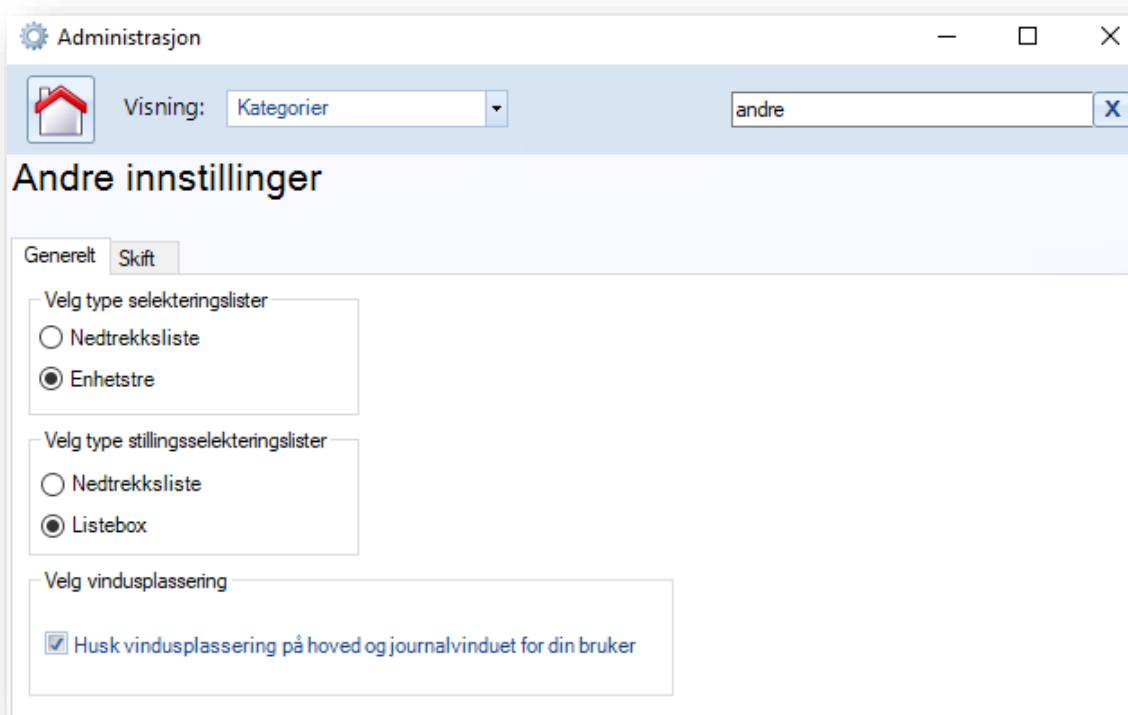 Administrasjon
Visning: Kategorier andre X
Andre innstillinger
Generelt Skift
Velg type selekteringslister
Nedtrekksliste
Enhetstre
Velg type stillingsselekteringslister
Nedtrekksliste
Listebox
Velg vindusplassering
Husk vindusplassering på hoved og journalvinduet for din bruker